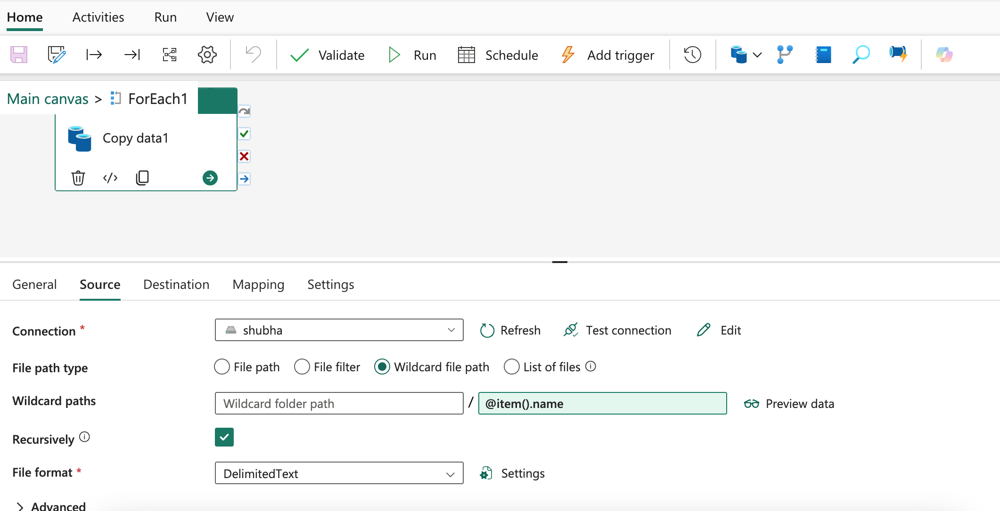 Home Activities Run View
Validate Run Schedule Add trigger
Main canvas > ForEach1
Copy data1
General Source Destination Mapping Settings
Connection * shubha Refresh Test connection Edit
File path type File path File filter Wildcard file path List of files
Wildcard paths Wildcard folder path / @item().name Preview data
Recursively
File format * DelimitedText Settings
Advanced